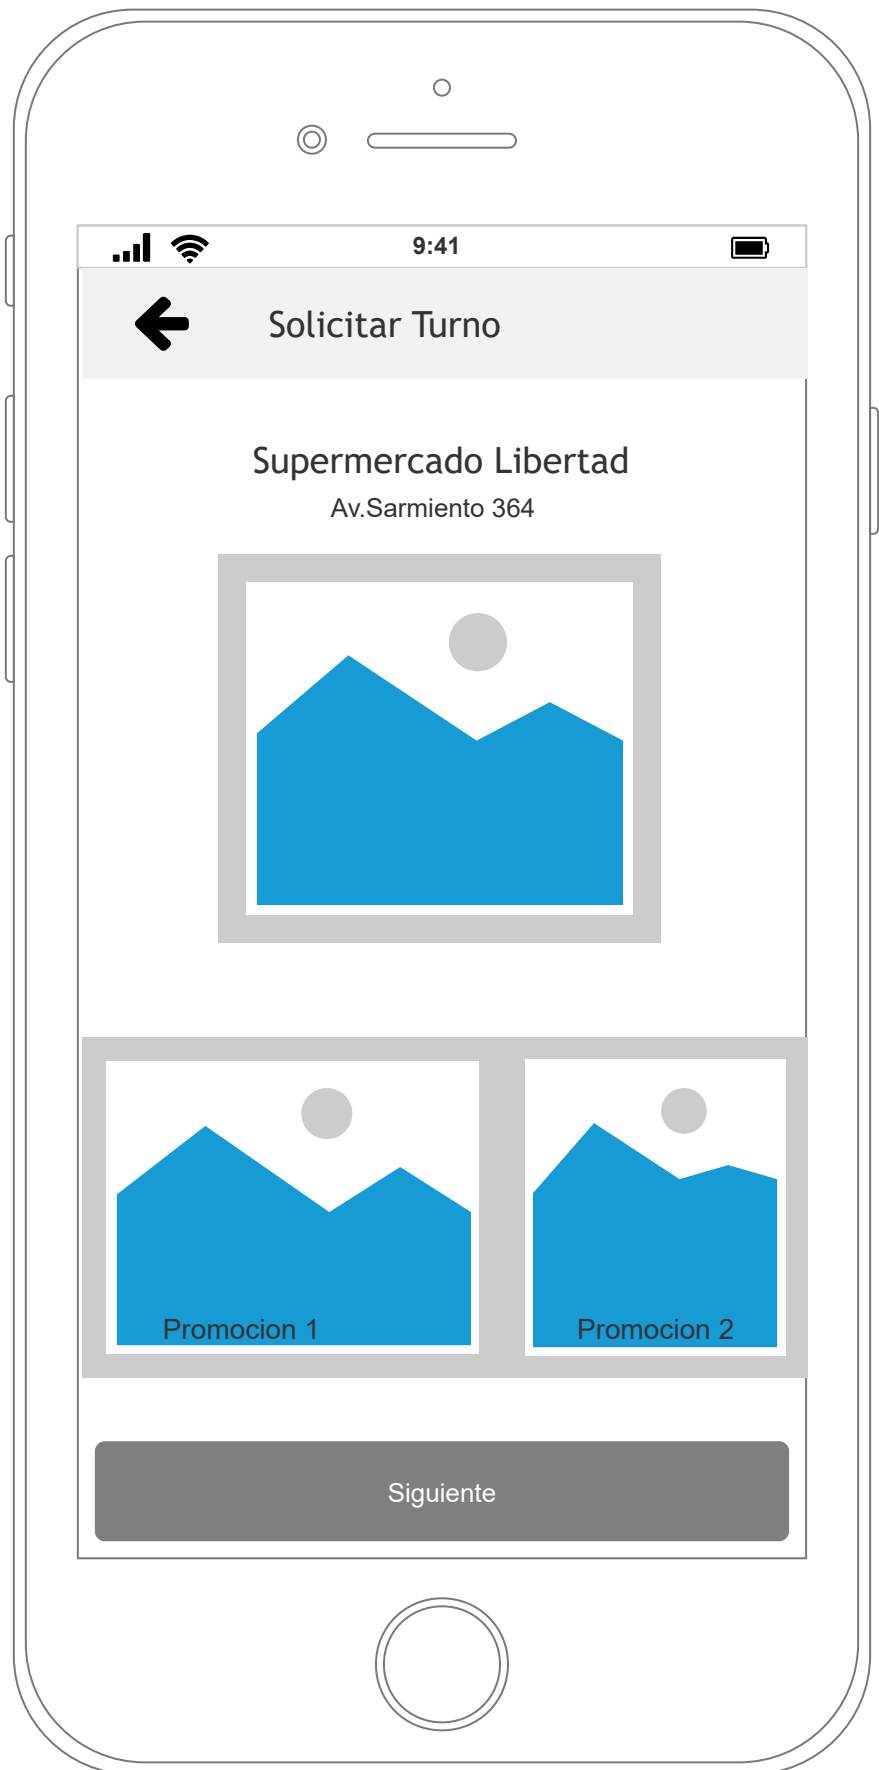 9:41
Solicitar Turno
Supermercado Libertad
Av.Sarmiento 364
Promocion 1
Promocion 2
Siguiente